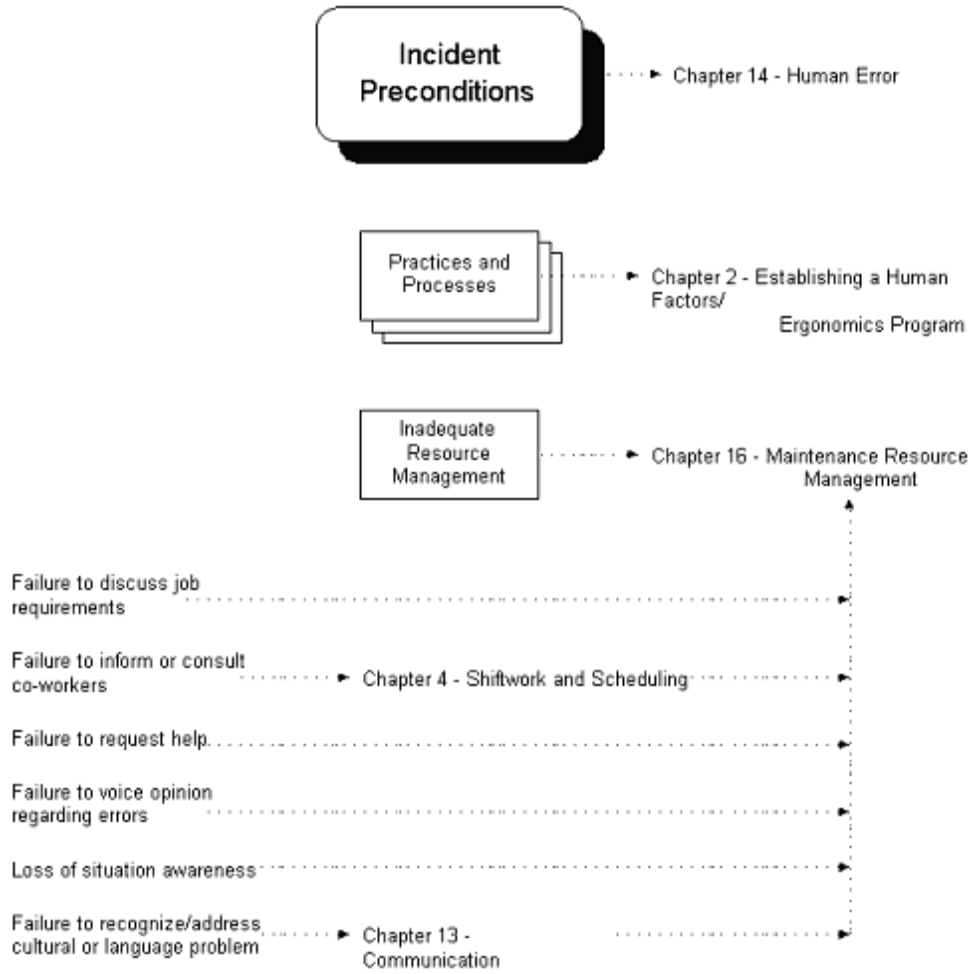 Incident
Preconditions
Chapter 14 - Human Error
Practices and
Processes
Chapter 2 - Establishing a Human
Factors/
Ergonomics Program
Inadequate
Resource
Management
Chapter 16 - Maintenance Resource
Management
Failure to discuss job
requirements
Failure to inform or consult
co-workers
Chapter 4 - Shiftwork and Scheduling
Failure to request help
Failure to voice opinion
regarding errors
Loss of situation awareness
Failure to recognize/address
cultural or language problem
Chapter 13 -
Communication